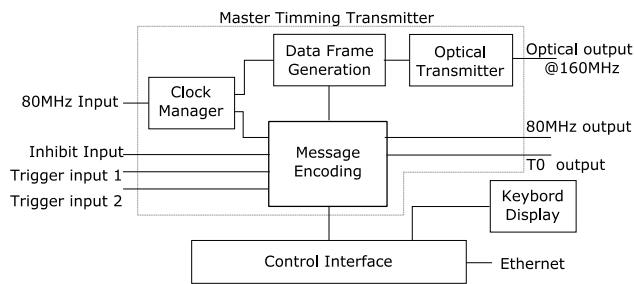 Master Timming Transmitter
Data Frame
Generation
Optical
Transmitter
Optical output
@160MHz
Clock
Manager
80MHz Input
80MHz output
Inhibit Input
Message
Encoding
T0 output
Trigger input 1
Trigger input 2
Keybord
Display
Control Interface
Ethernet